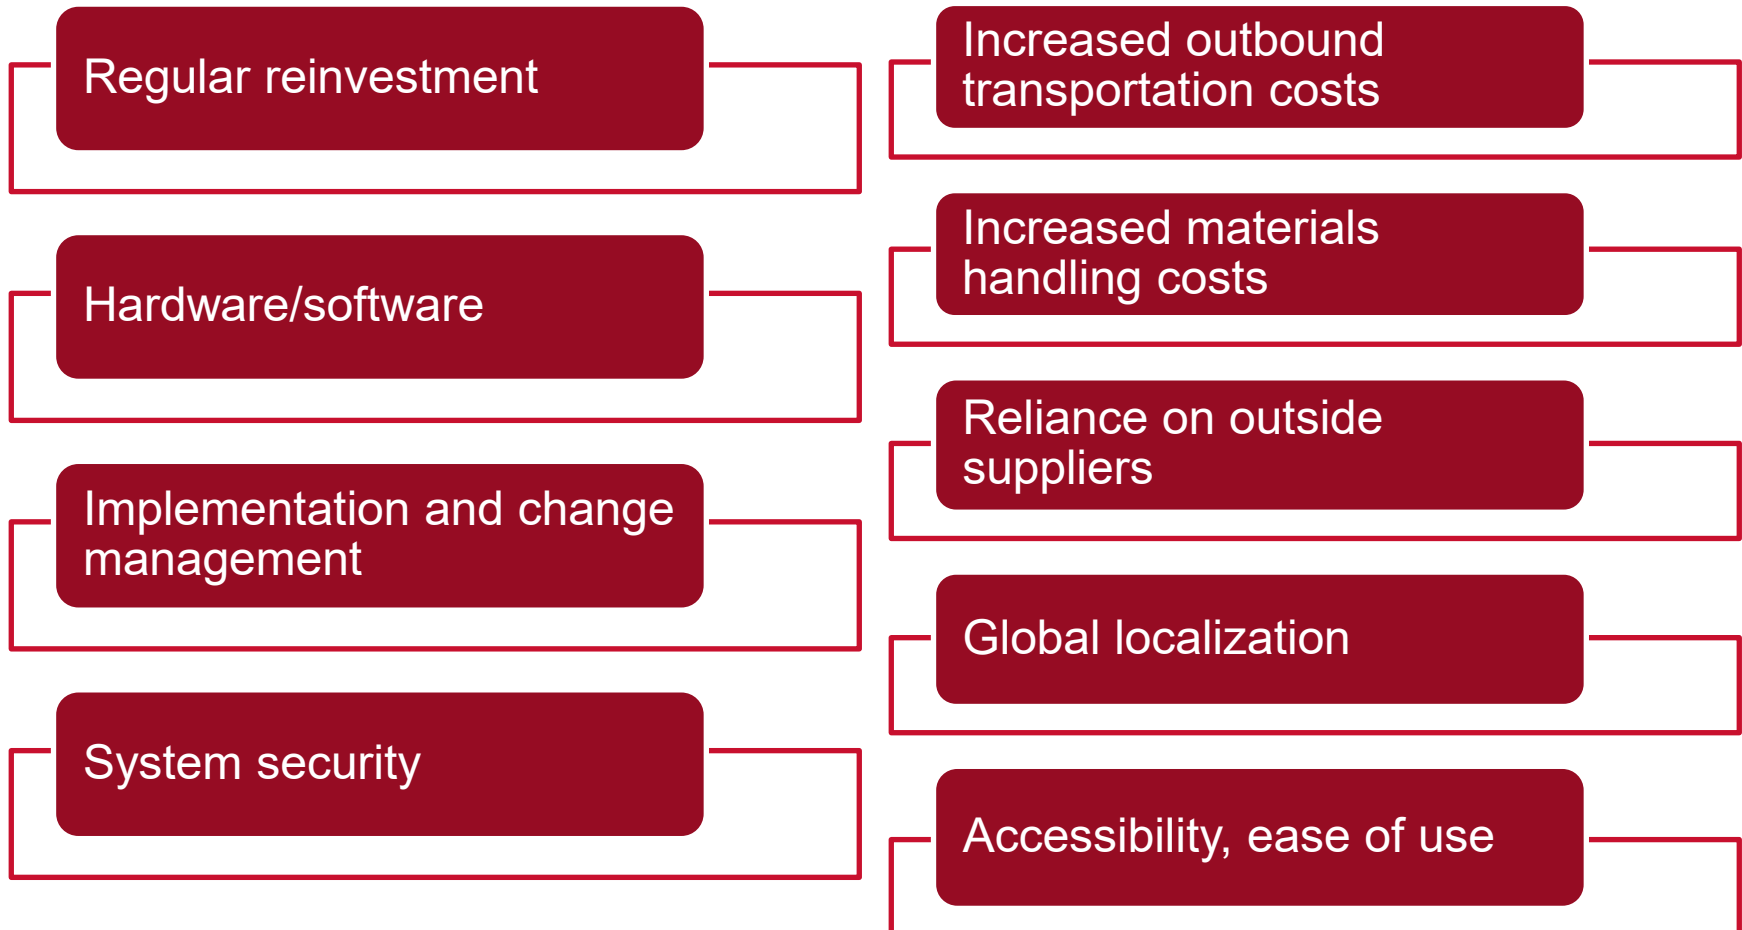 Regular reinvestment
Hardware/software
Implementation and change
management
System security
Increased outbound
transportation costs
Increased materials
handling costs
Reliance on outside
suppliers
Global localization
Accessibility, ease of use